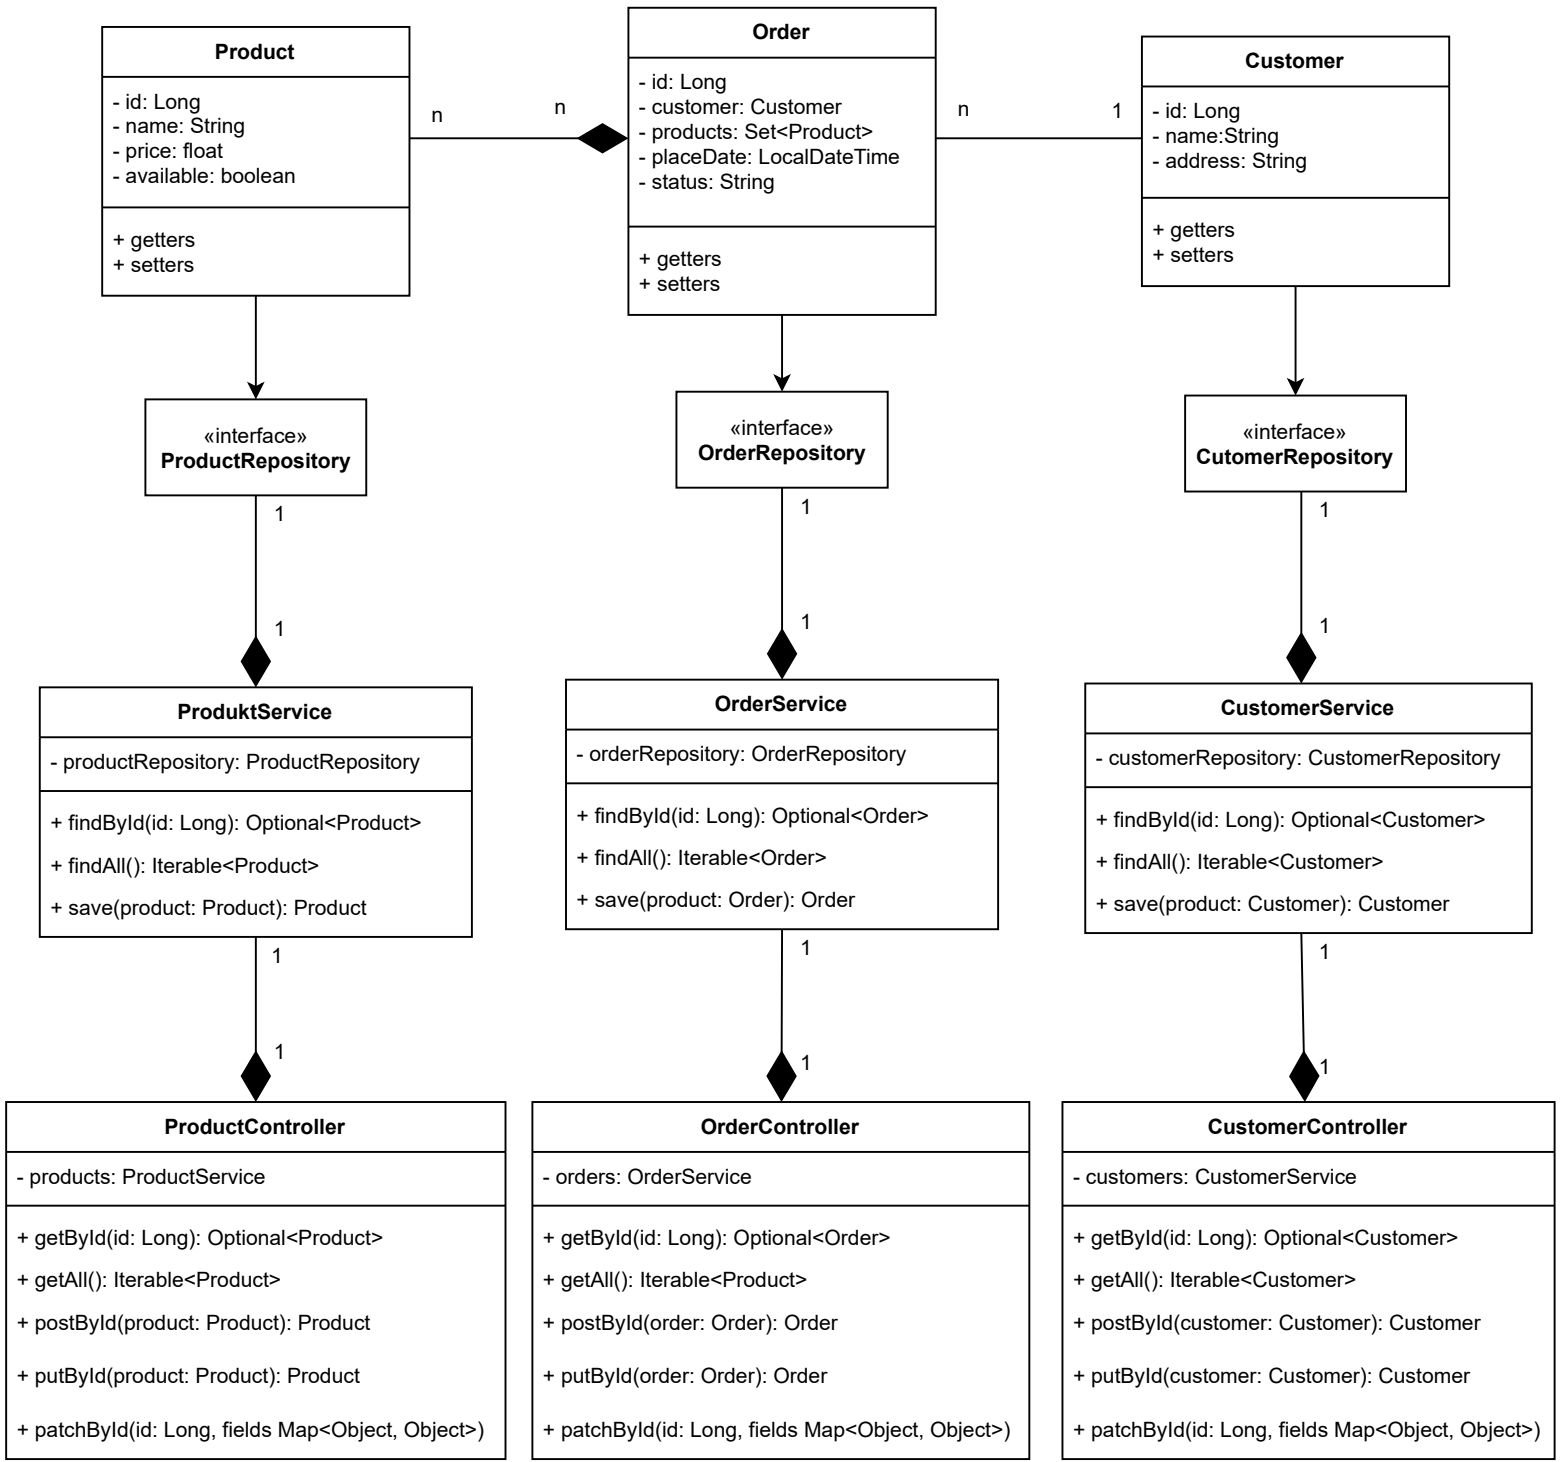 Product
- id: Long
- name: String
- price: float
- available: boolean
+ getters
+ setters
n
n
Order
- id: Long
- customer: Customer
- products: Set<Product>
- placeDate: LocalDateTime
- status: String
+ getters
+ setters
n
1
Customer
- id: Long
- name:String
- address: String
+ getters
+ setters
«interface»
ProductRepository
1
1
«interface»
OrderRepository
1
1
«interface»
CutomerRepository
1
1
ProduktService
- productRepository: ProductRepository
+ findById(id: Long): Optional<Product>
+ findAll(): Iterable<Product>
+ save(product: Product): Product
1
1
OrderService
- orderRepository: OrderRepository
+ findById(id: Long): Optional<Order>
+ findAll(): Iterable<Order>
+ save(product: Order): Order
1
1
CustomerService
- customerRepository: CustomerRepository
+ findById(id: Long): Optional<Customer>
+ findAll(): Iterable<Customer>
+ save(product: Customer): Customer
1
1
ProductController
- products: ProductService
+ getById(id: Long): Optional<Product>
+ getAll(): Iterable<Product>
+ postById(product: Product): Product
+ putById(product: Product): Product
+ patchById(id: Long, fields Map<Object, Object>)
OrderController
- orders: OrderService
+ getById(id: Long): Optional<Order>
+ getAll(): Iterable<Product>
+ postById(order: Order): Order
+ putById(order: Order): Order
+ patchById(id: Long, fields Map<Object, Object>)
CustomerController
- customers: CustomerService
+ getById(id: Long): Optional<Customer>
+ getAll(): Iterable<Customer>
+ postById(customer: Customer): Customer
+ putById(customer: Customer): Customer
+ patchById(id: Long, fields Map<Object, Object>)